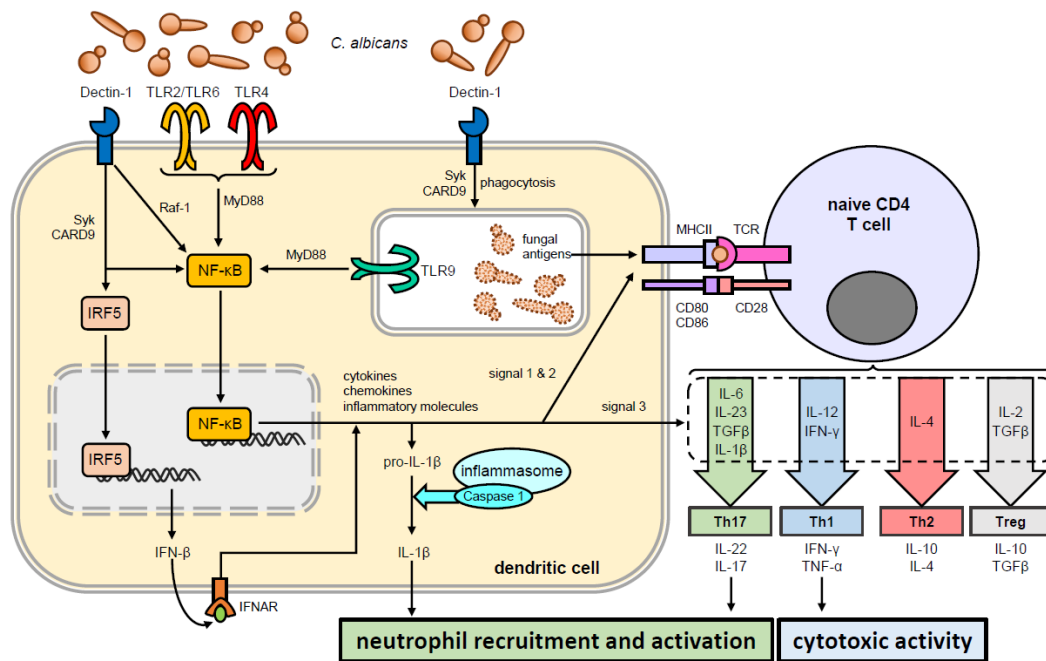 C. albicans
Dectin-1
TLR2/TLR6
TLR4
Dectin-1
Syk
CARD9
phagocytosis
Raf-1
MyD88
Syk
CARD9
NF-κB
MyD88
TLR9
fungal
antigens
MHCII
TCR
naive CD4
T cell
CD80
CD86
CD28
IRF5
signal 1 & 2
cytokines
chemokines
inflammatory molecules
signal 3
NF-κB
IRF5
pro-IL-1β
inflammasome
Caspase 1
IFN-β
IL-1β
dendritic cell
IFNAR
IL-6
IL-23
TGFβ
IL-1β
IL-12
IFN-γ
IL-4
IL-2
TGFβ
Th17
Th1
Th2
Treg
IL-22
IL-17
IFN-γ
TNF-α
IL-10
IL-4
IL-10
TGFβ
neutrophil recruitment and activation
cytotoxic activity